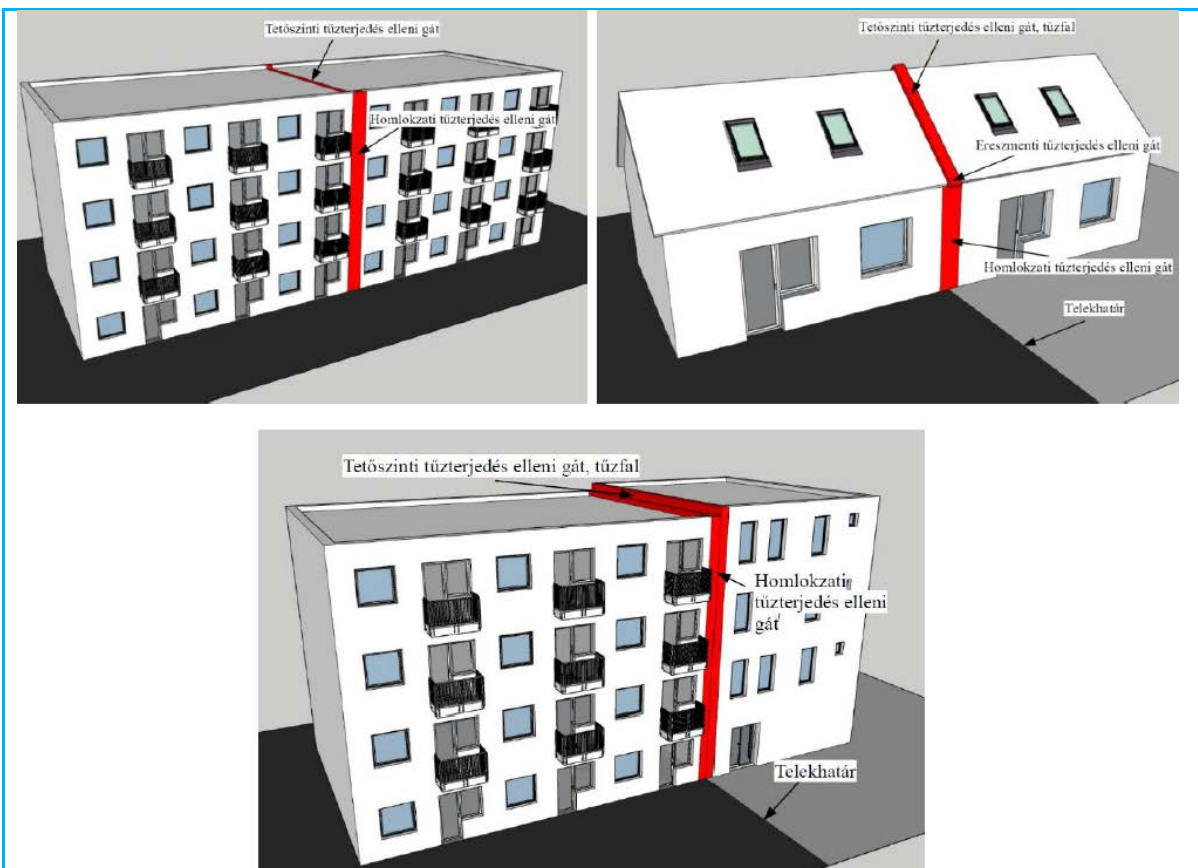 Tetőszinti tűzterjedés elleni gát
Homlokzati tűzterjedés elleni gát
Tetőszinti tűzterjedés elleni gát, tűzfal
Ereszmenti tűzterjedés elleni gát
Homlokzati tűzterjedés elleni gát
Telekhatár
Tetőszinti tűzterjedés elleni gát, tűzfal
Homlokzati
tűzterjedés elleni
gát
Telekhatár